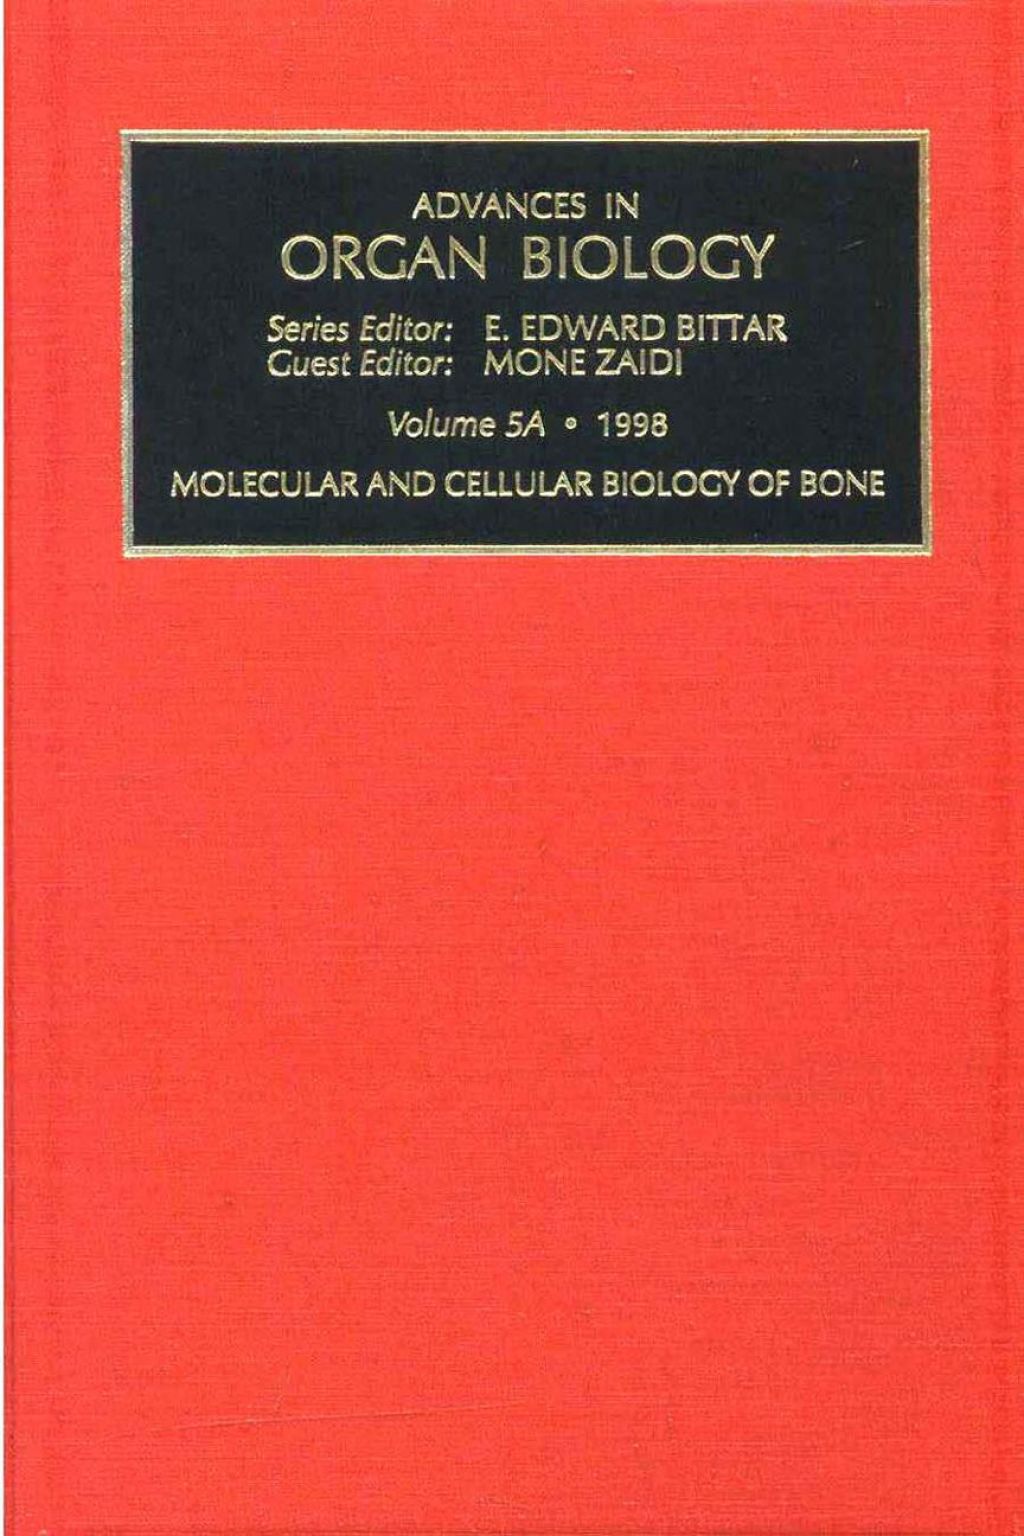 ADVANCES IN
ORGAN BIOLOGY
Series Editor: E. EDWARD BITTAR
Guest Editor: MONE ZAIDI
Volume 5A • 1998
MOLECULAR AND CELLULAR BIOLOGY OF BONE